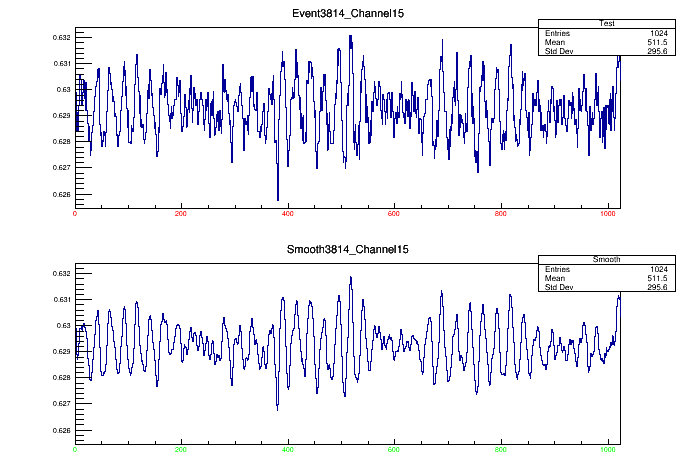 Event3814_Channel15
Test
Entries 1024
Mean 511.5
Std Dev 295.6
0.632
0.631
0.63
0.629
0.628
0.627
0.626
0 200 400 600 800 1000
Smooth3814_Channel15
Smooth
Entries 1024
Mean 511.5
Std Dev 295.6
0.632
0.631
0.63
0.629
0.628
0.627
0.626
0 200 400 600 800 1000